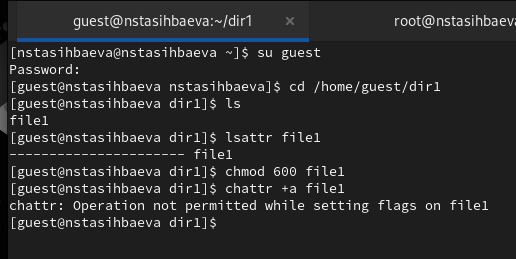 guest@nstasihbaeva:~/dir1
root@nstasihbaev
[nstasihbaeva@nstasihbaeva ~]$ su guest
Password:
[guest@nstasihbaeva nstasihbaeva]$ cd /home/guest/dir1
[guest@nstasihbaeva dir1]$ ls
file1
[guest@nstasihbaeva dir1]$ lsattr file1
---------------------- file1
[guest@nstasihbaeva dir1]$ chmod 600 file1
[guest@nstasihbaeva dir1]$ chattr +a file1
chattr: Operation not permitted while setting flags on file1
[guest@nstasihbaeva dir1]$